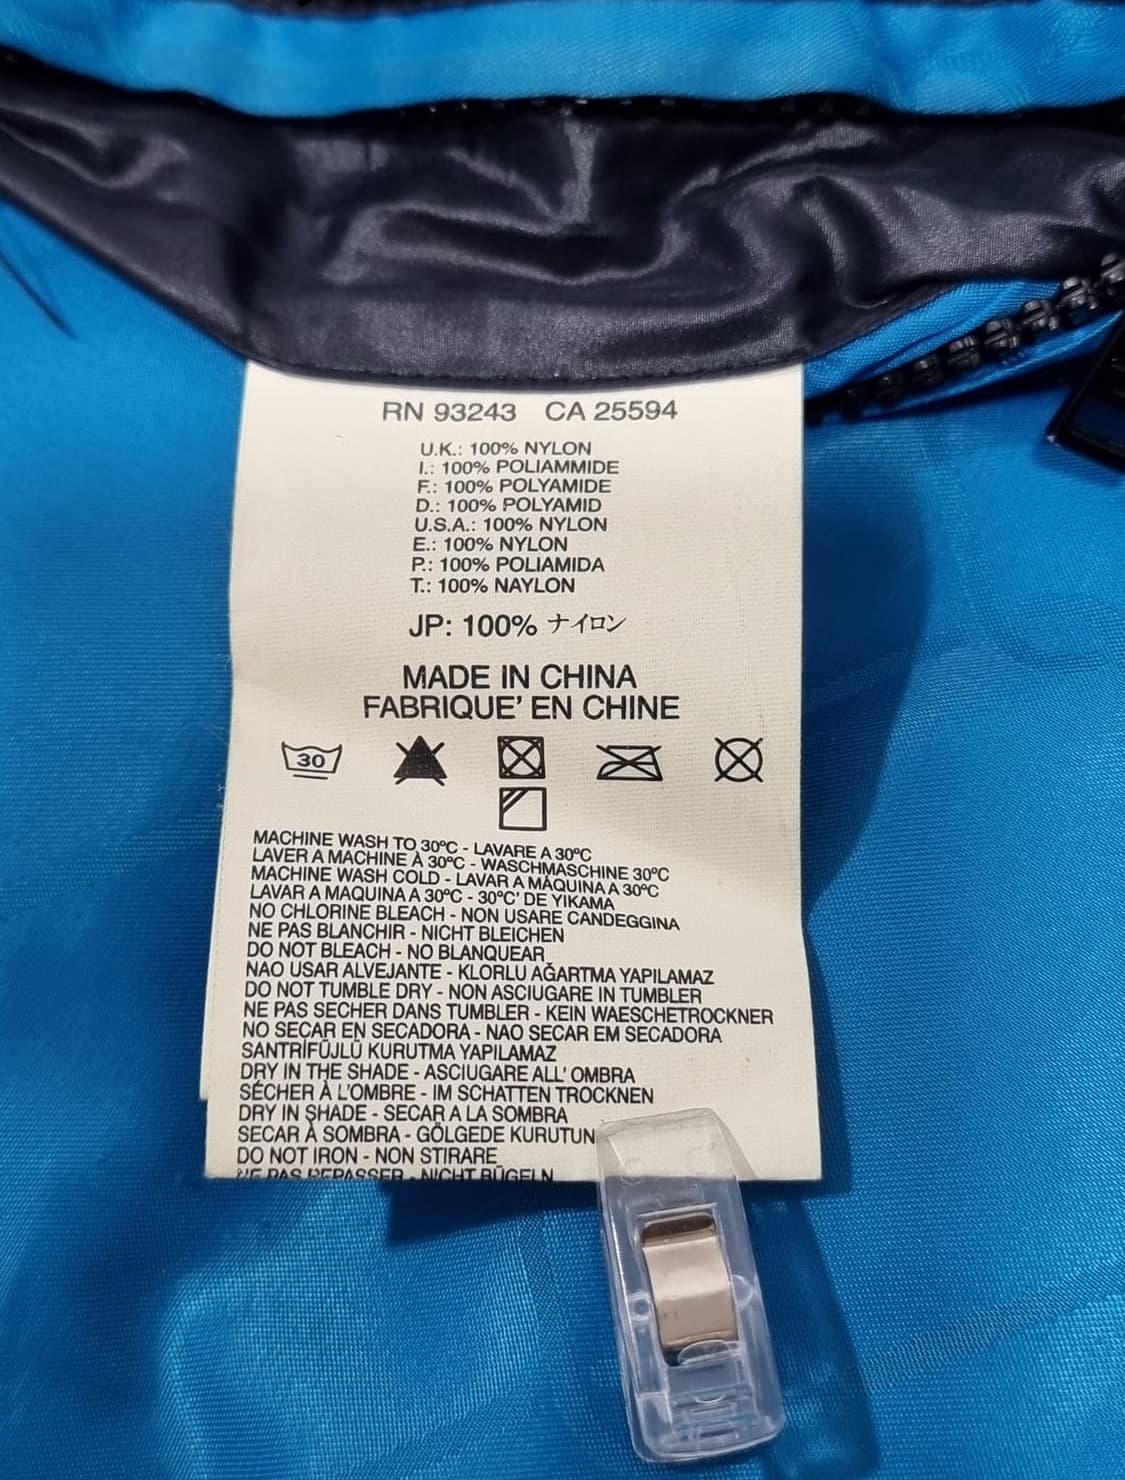 RN 93243 CA 25594
U.K.: 100% NYLON
I.: 100% POLIAMMIDE
F.: 100% POLYAMIDE
D.: 100% POLYAMID
U.S.A.: 100% NYLON
E.: 100% NYLON
P.: 100% POLIAMIDA
T.: 100% NAYLON
JP: 100% ナイロン
MADE IN CHINA
FABRIQUE' EN CHINE
30
MACHINE WASH TO 30ºC - LAVARE A 30ºC
LAVER A MACHINE À 30ºC - WASCHMASCHINE 30ºC
MACHINE WASH COLD - LAVAR A MÁQUINA A 30ºC
LAVAR A MAQUINA A 30ºC - 30ºC' DE YIKAMA
NO CHLORINE BLEACH - NON USARE CANDEGGINA
NE PAS BLANCHIR - NICHT BLEICHEN
DO NOT BLEACH - NO BLANQUEAR
NAO USAR ALVEJANTE - KLORLU AĞARTMA YAPILAMAZ
DO NOT TUMBLE DRY - NON ASCIUGARE IN TUMBLER
NE PAS SECHER DANS TUMBLER - KEIN WAESCHETROCKNER
NO SECAR EN SECADORA - NAO SECAR EM SECADORA
SANTRİFÜJLÜ KURUTMA YAPILAMAZ
DRY IN THE SHADE - ASCIUGARE ALL' OMBRA
SÉCHER À L'OMBRE - IM SCHATTEN TROCKNEN
DRY IN SHADE - SECAR A LA SOMBRA
SECAR À SOMBRA - GÖLGEDE KURUTUN
DO NOT IRON - NON STIRARE
NE PAS REPASSER - NICHT BÜGELN